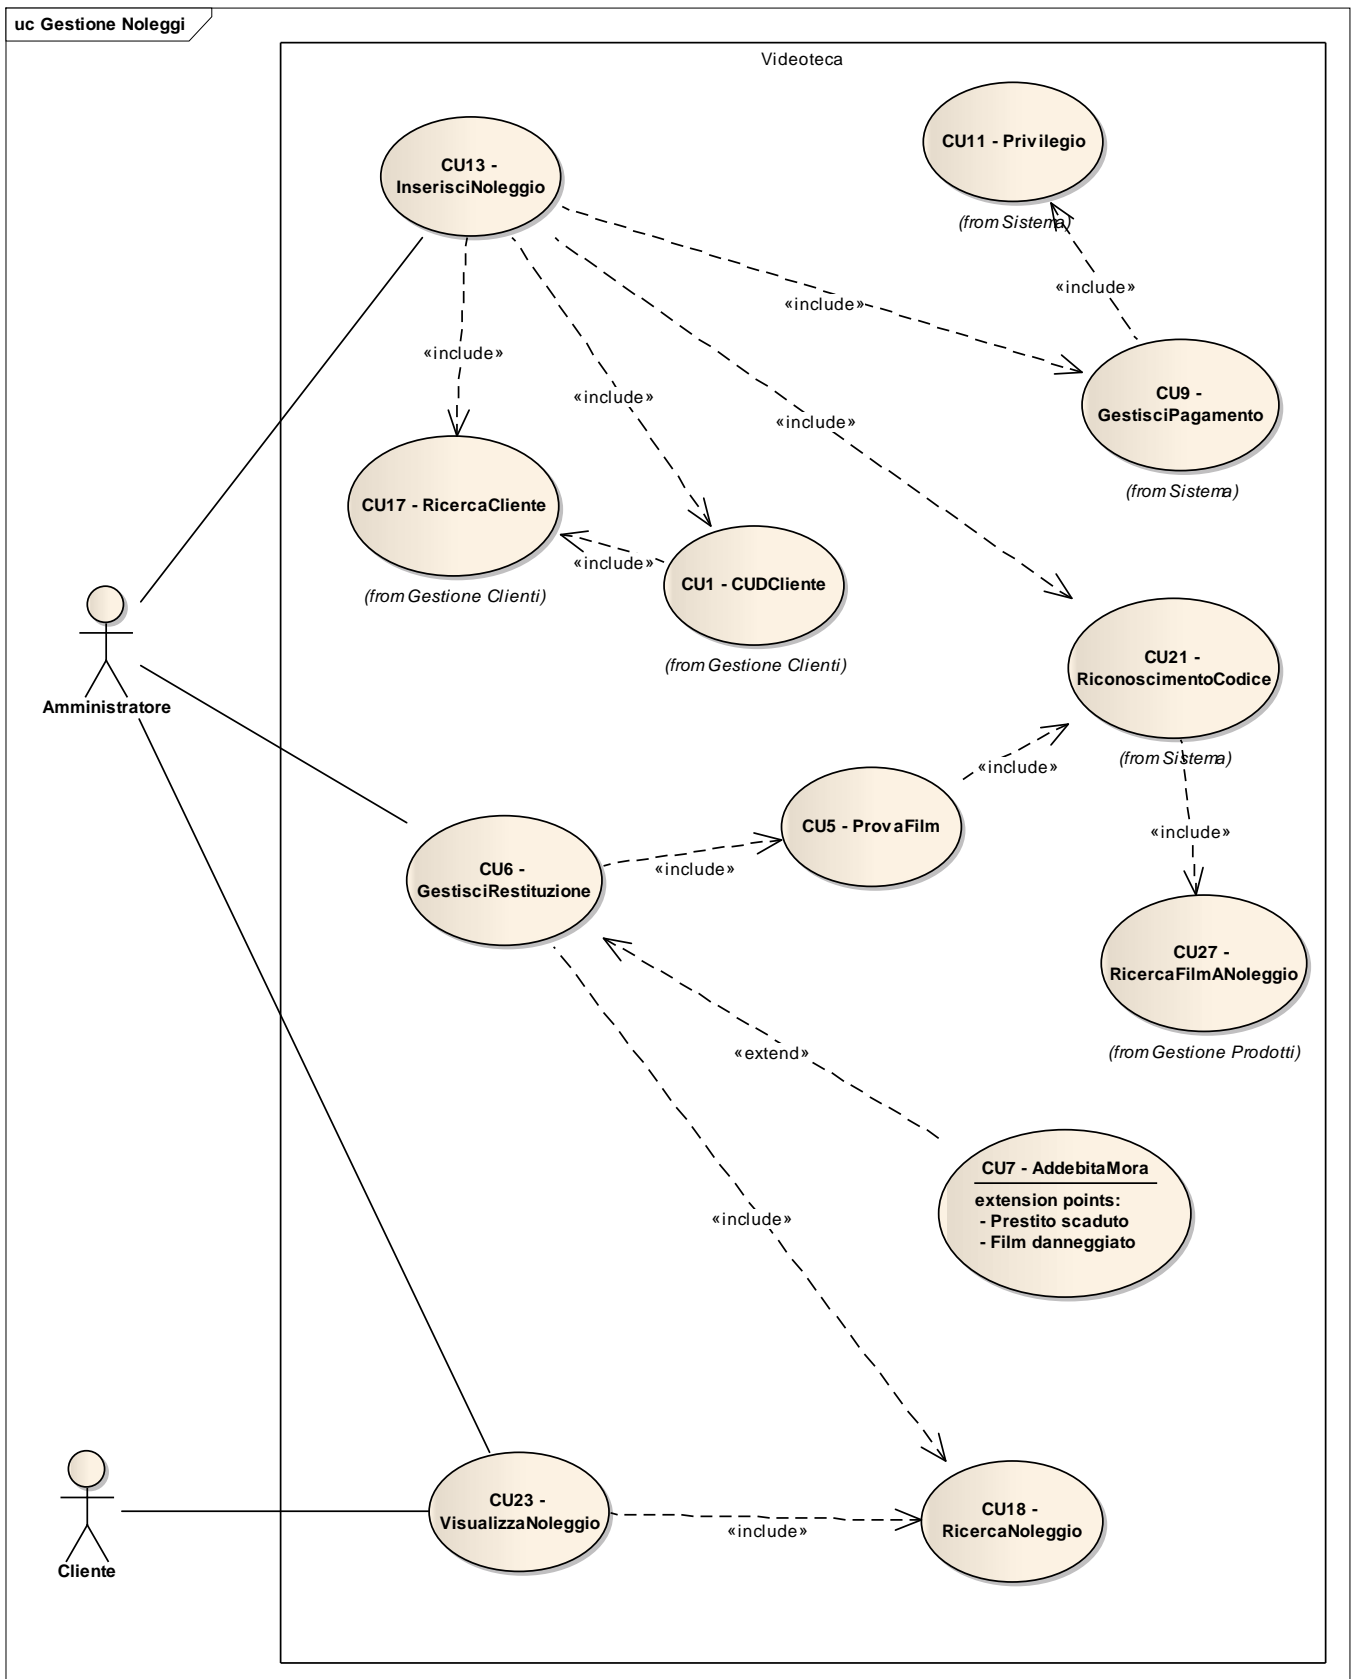 uc Gestione Noleggi
Videoteca
CU13 -
InserisciNoleggio
CU11 - Privilegio
(from Sistema)
«include»
«include»
«include»
CU9 -
GestisciPagamento
(from Sistema)
«include»
«include»
CU17 - RicercaCliente
(from Gestione Clienti)
«include»
CU1 - CUDCliente
(from Gestione Clienti)
CU21 -
RiconoscimentoCodice
(from Sistema)
Amministratore
«include»
CU5 - ProvaFilm
«include»
CU6 -
GestisciRestituzione
«include»
CU27 -
RicercaFilmANoleggio
(from Gestione Prodotti)
«extend»
CU7 - AddebitaMora
extension points:
- Prestito scaduto
- Film danneggiato
«include»
CU23 -
VisualizzaNoleggio
«include»
CU18 -
RicercaNoleggio
Cliente